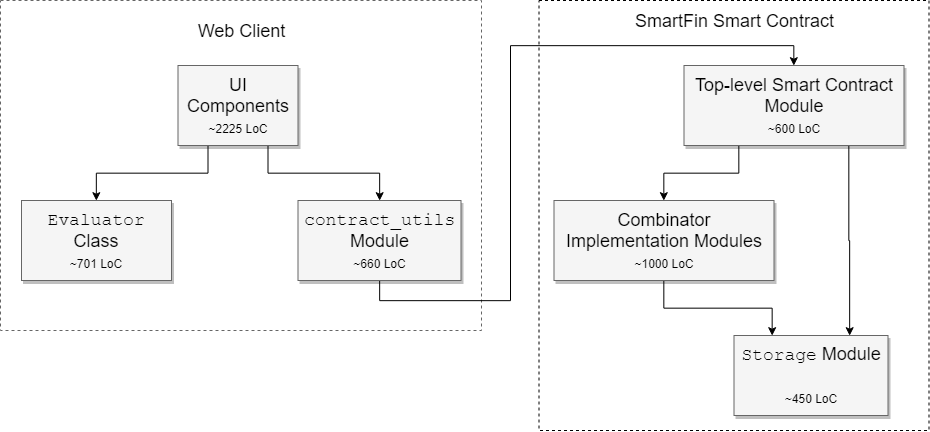 Web Client
UI
Components
~2225 LoC
Evaluator
Class
~701 LoC
contract_utils
Module
~660 LoC
SmartFin Smart Contract
Top-level Smart Contract
Module
~600 LoC
Combinator
Implementation Modules
~1000 LoC
Storage Module
~450 LoC